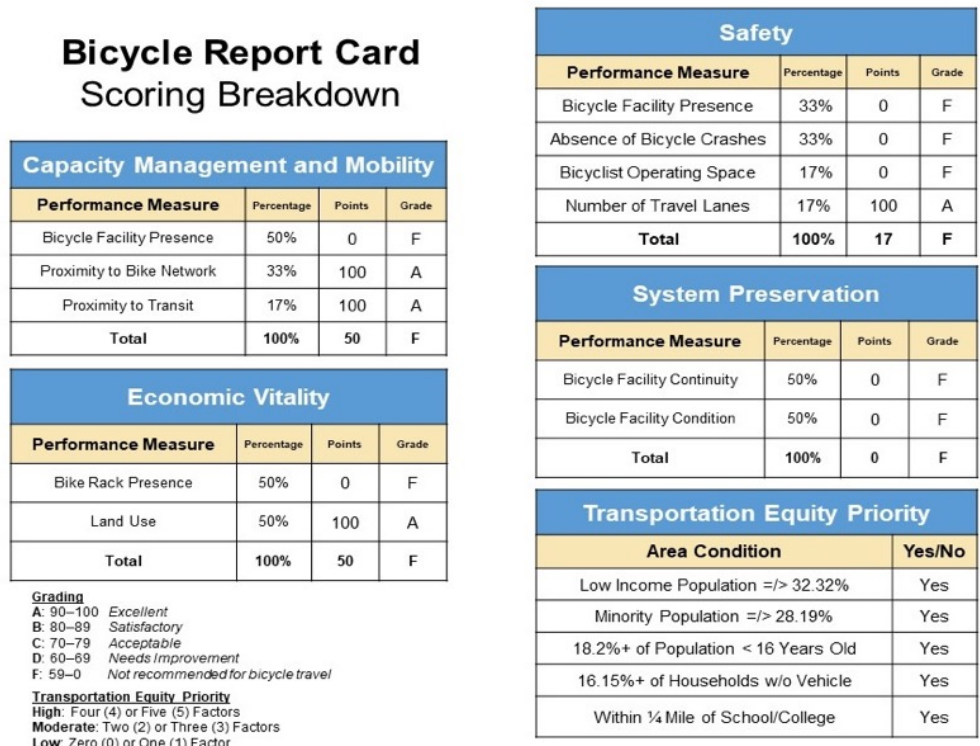 Bicycle Report Card
Scoring Breakdown
Capacity Management and Mobility
Performance Measure Percentage Points Grade
Bicycle Facility Presence 50% 0 F
Proximity to Bike Network 33% 100 A
Proximity to Transit 17% 100 A
Total 100% 50 F
Economic Vitality
Performance Measure Percentage Points Grade
Bike Rack Presence 50% 0 F
Land Use 50% 100 A
Total 100% 50 F
Grading
A: 90–100 Excellent
B: 80–89 Satisfactory
C: 70–79 Acceptable
D: 60–69 Needs Improvement
F: 59–0 Not recommended for bicycle travel
Transportation Equity Priority
High: Four (4) or Five (5) Factors
Moderate: Two (2) or Three (3) Factors
Low: Zero (0) or One (1) Factor
Safety
Performance Measure Percentage Points Grade
Bicycle Facility Presence 33% 0 F
Absence of Bicycle Crashes 33% 0 F
Bicyclist Operating Space 17% 0 F
Number of Travel Lanes 17% 100 A
Total 100% 17 F
System Preservation
Performance Measure Percentage Points Grade
Bicycle Facility Continuity 50% 0 F
Bicycle Facility Condition 50% 0 F
Total 100% 0 F
Transportation Equity Priority
Area Condition Yes/No
Low Income Population =/> 32.32% Yes
Minority Population =/> 28.19% Yes
18.2%+ of Population < 16 Years Old Yes
16.15%+ of Households w/o Vehicle Yes
Within ¼ Mile of School/College Yes